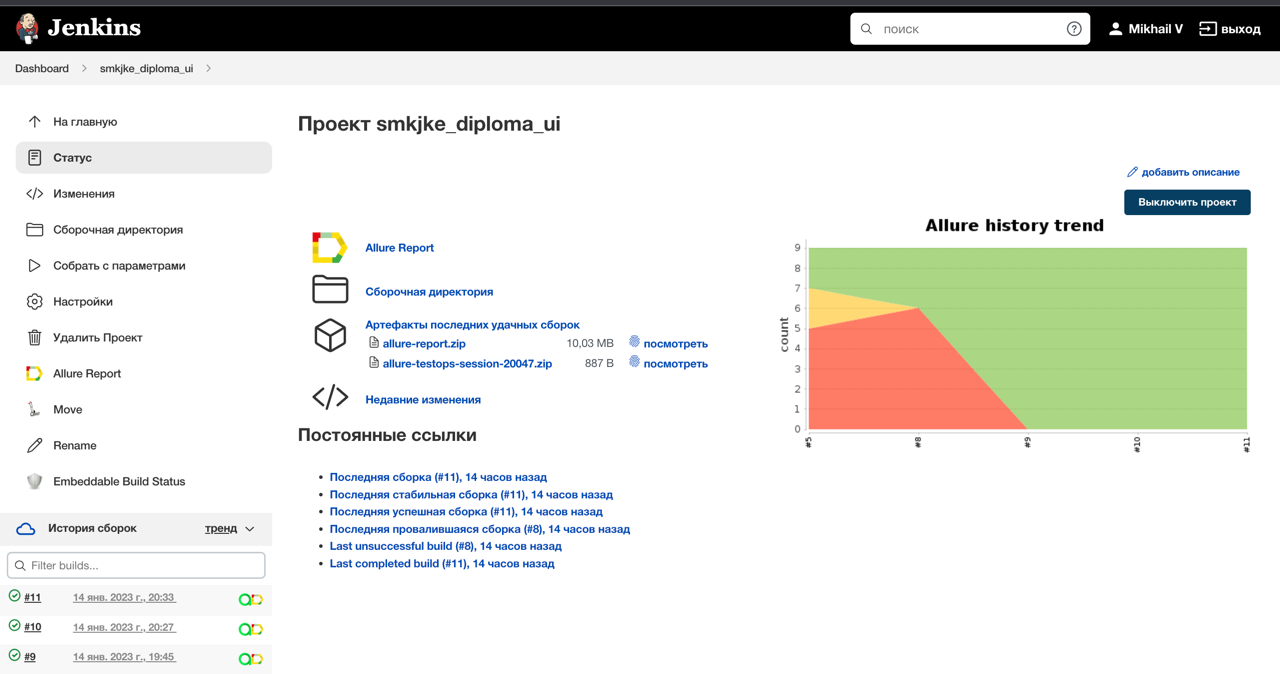 Jenkins
поиск
Mikhail V
выход
Dashboard
smkjke_diploma_ui
На главную
Статус
Изменения
Сборочная директория
Собрать с параметрами
Настройки
Удалить Проект
Allure Report
Move
Rename
Embeddable Build Status
История сборок
тренд
Filter builds...
#11 14 янв. 2023 г., 20:33
#10 14 янв. 2023 г., 20:27
#9 14 янв. 2023 г., 19:45
Проект smkjke_diploma_ui
добавить описание
Выключить проект
Allure Report
Сборочная директория
Артефакты последних удачных сборок
allure-report.zip 10,03 MB посмотреть
allure-testops-session-20047.zip 887 B посмотреть
Недавние изменения
Постоянные ссылки
Последняя сборка (#11), 14 часов назад
Последняя стабильная сборка (#11), 14 часов назад
Последняя успешная сборка (#11), 14 часов назад
Последняя провалившаяся сборка (#8), 14 часов назад
Last unsuccessful build (#8), 14 часов назад
Last completed build (#11), 14 часов назад
Allure history trend
count
9
8
7
6
5
4
3
2
1
0
#5
#8
#9
#10
#11